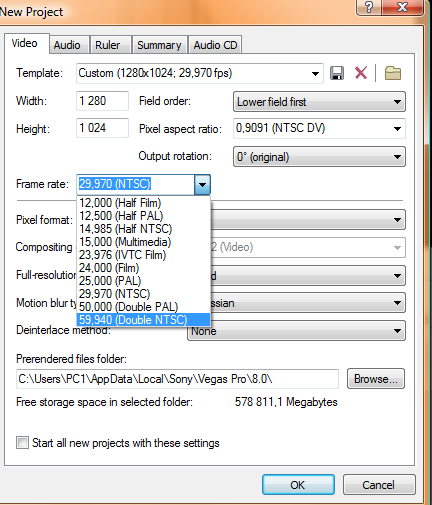 New Project
Video Audio Ruler Summary Audio CD
Template: Custom (1280x1024; 29,970 fps)
Width: 1 280 Field order: Lower field first
Height: 1 024 Pixel aspect ratio: 0,9091 (NTSC DV)
Output rotation: 0° (original)
Frame rate: 29,970 (NTSC)
12,000 (Half Film)
12,500 (Half PAL)
Pixel format:
14,985 (Half NTSC)
15,000 (Multimedia)
Compositing 2 (Video)
23,976 (IVTC Film)
24,000 (Film)
Full-resolution d
25,000 (PAL)
29,970 (NTSC)
Motion blur ty ssian
50,000 (Double PAL)
59,940 (Double NTSC)
Deinterlace method: None
Prerendered files folder:
C:\Users\PC1\AppData\Local\Sony\Vegas Pro\8.0\ Browse...
Free storage space in selected folder: 578 811,1 Megabytes
Start all new projects with these settings
OK Cancel